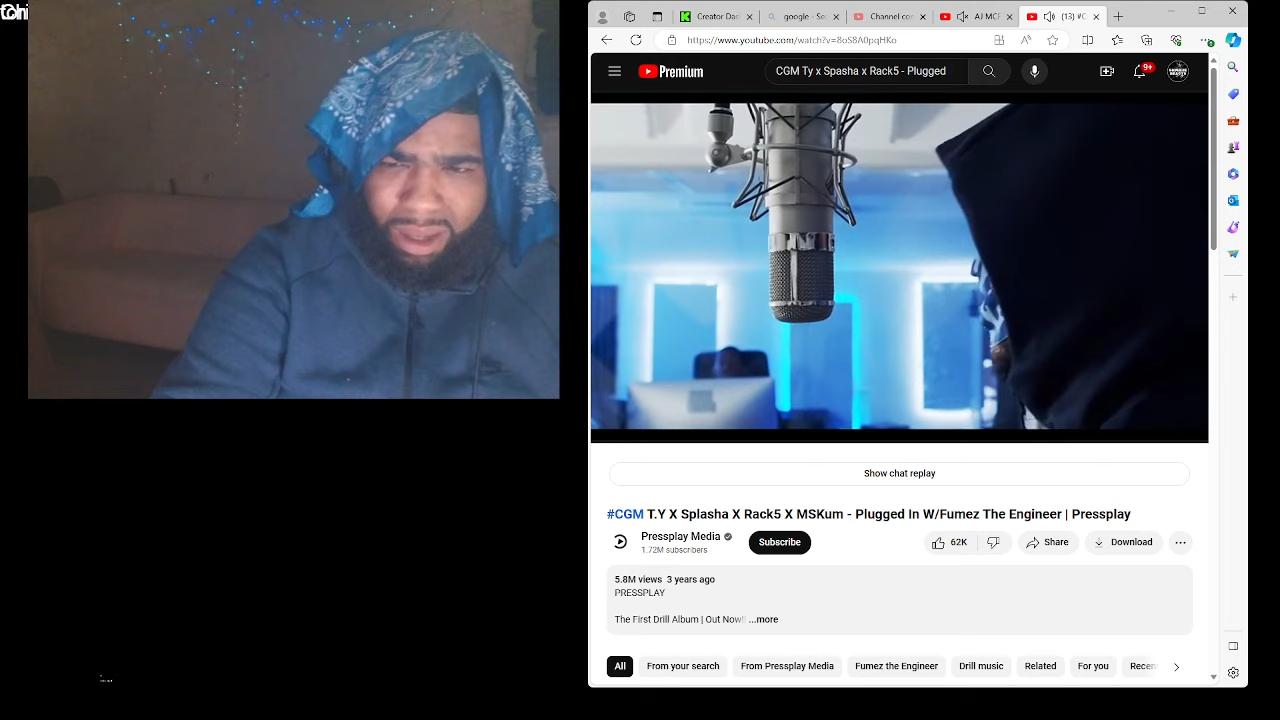 Creator Das
google - Sea
Channel con
AJ MCF
(13) #C
https://www.youtube.com/watch?v=8oS8A0pqHKo
Premium
CGM Ty x Spasha x Rack5 - Plugged
9+
Show chat replay
#CGM T.Y X Splasha X Rack5 X MSKum - Plugged In W/Fumez The Engineer | Pressplay
Pressplay Media
1.72M subscribers
Subscribe
62K
Share
Download
5.8M views 3 years ago
PRESSPLAY
The First Drill Album | Out Now!! ...more
All
From your search
From Pressplay Media
Fumez the Engineer
Drill music
Related
For you
Recen